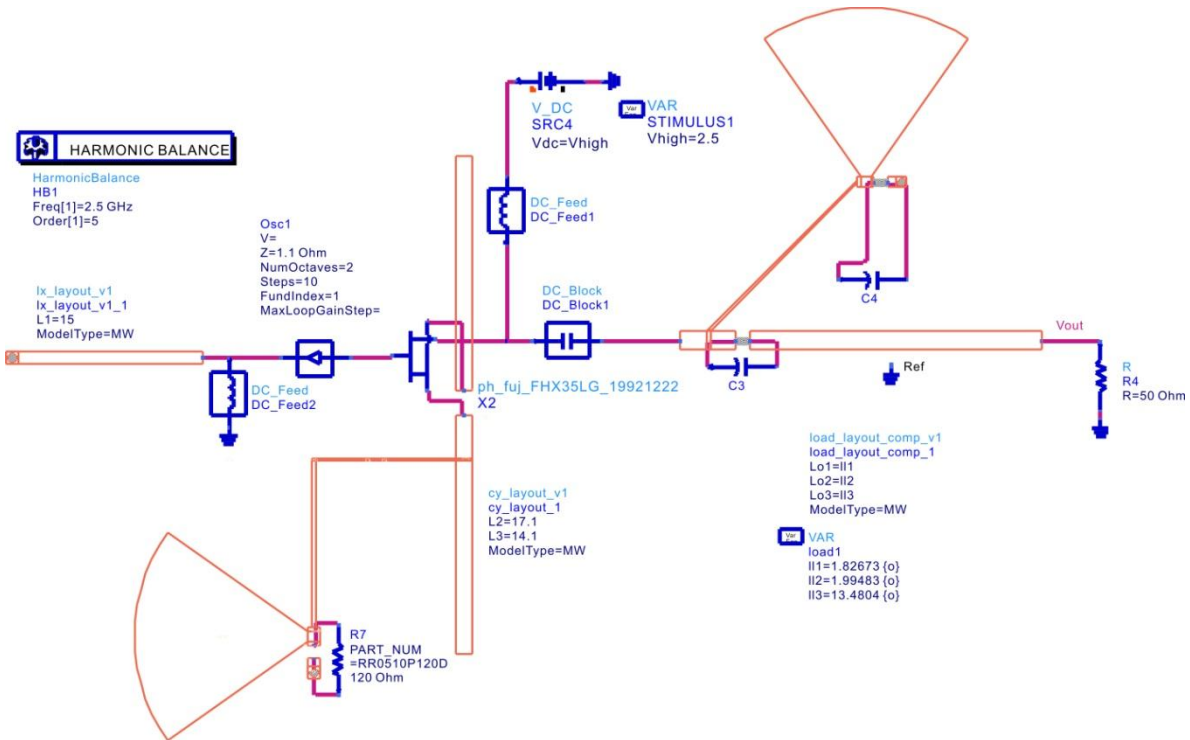 HARMONIC BALANCE
HarmonicBalance
HB1
Freq[1]=2.5 GHz
Order[1]=5
V_DC
SRC4
Vdc=Vhigh
VAR
STIMULUS1
Vhigh=2.5
DC_Feed
DC_Feed1
Osc1
V=
Z=1.1 Ohm
NumOctaves=2
Steps=10
FundIndex=1
MaxLoopGainStep=
lx_layout_v1
lx_layout_v1_1
L1=15
ModelType=MW
DC_Feed
DC_Feed2
DC_Block
DC_Block1
C4
C3
Vout
Ref
R
R4
R=50 Ohm
ph_fuj_FHX35LG_19921222
X2
cy_layout_v1
cy_layout_1
L2=17.1
L3=14.1
ModelType=MW
load_layout_comp_v1
load_layout_comp_1
Lo1=ll1
Lo2=ll2
Lo3=ll3
ModelType=MW
VAR
load1
ll1=1.82673 {o}
ll2=1.99483 {o}
ll3=13.4804 {o}
R7
PART_NUM
=RR0510P120D
120 Ohm